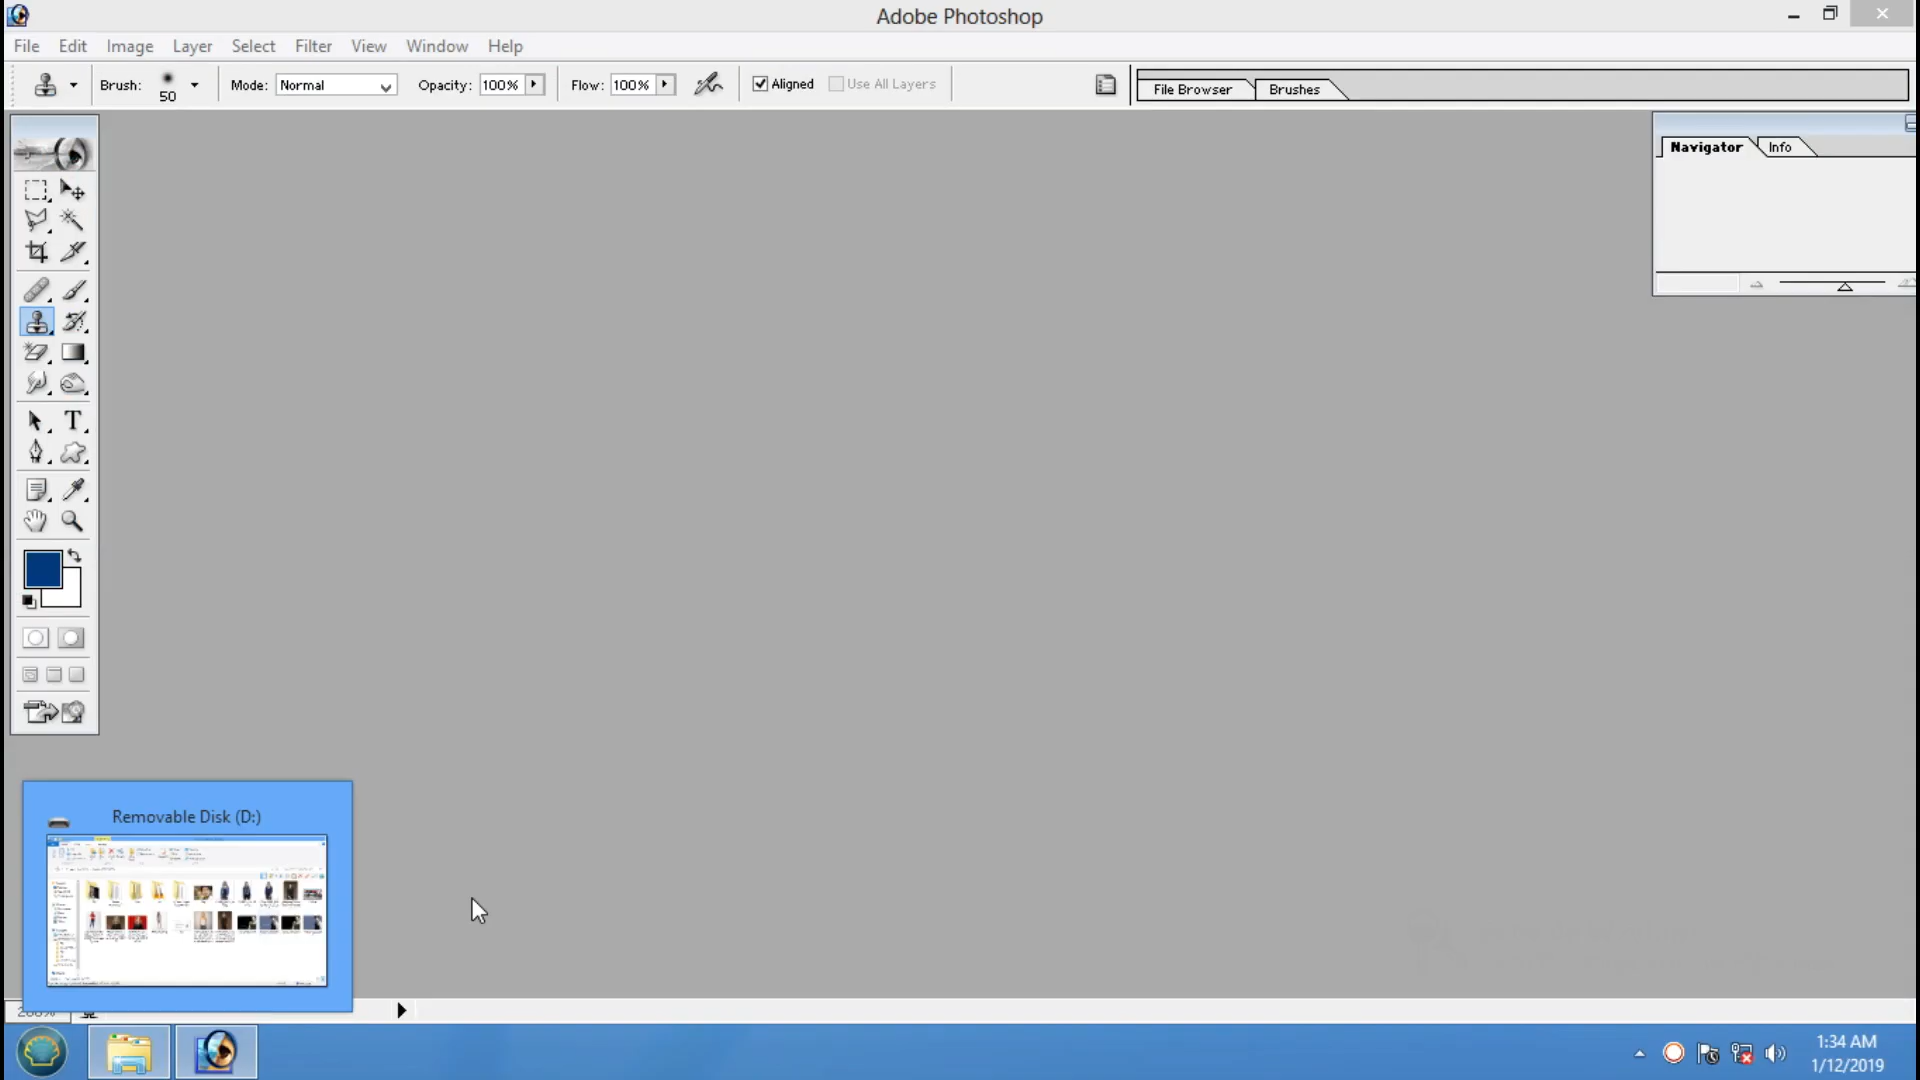 Adobe Photoshop
File Edit Image Layer Select Filter View Window Help
Brush: 50 Mode: Normal Opacity: 100% Flow: 100% Aligned Use All Layers File Browser Brushes
Navigator Info
T
Removable Disk (D:)
1:34 AM
1/12/2019